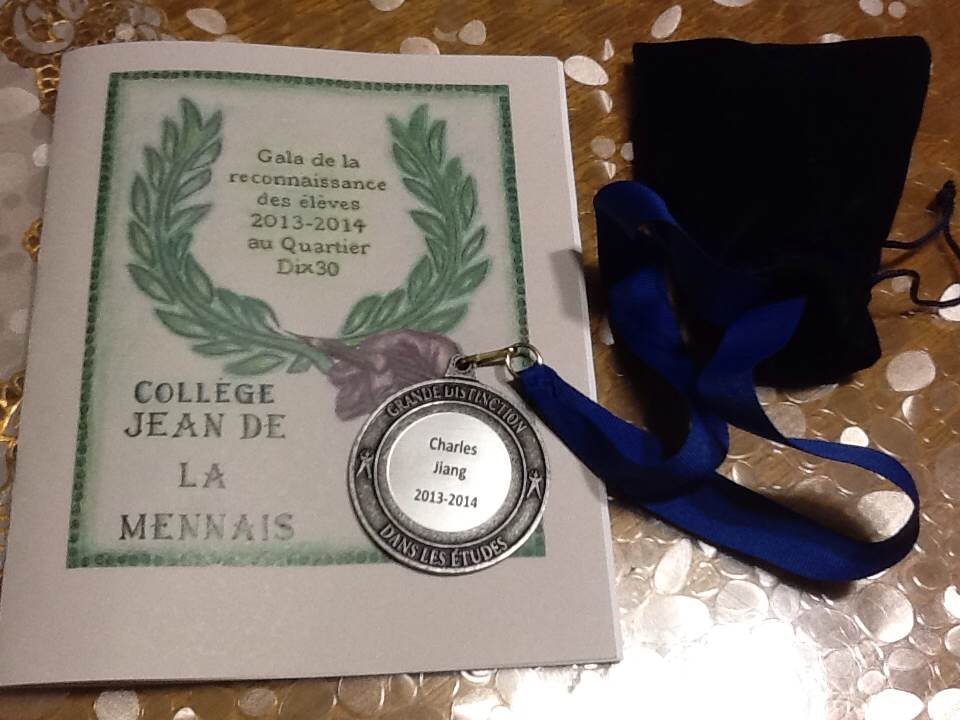 Gala de la
reconnaissance
des élèves
2013-2014
au Quartier
Dix30
COLLÉGE
JEAN DE
LA
MENNAIS
GRANDE DISTINCTION
Charles
Jiang
2013-2014
DANS LES ÉTUDES